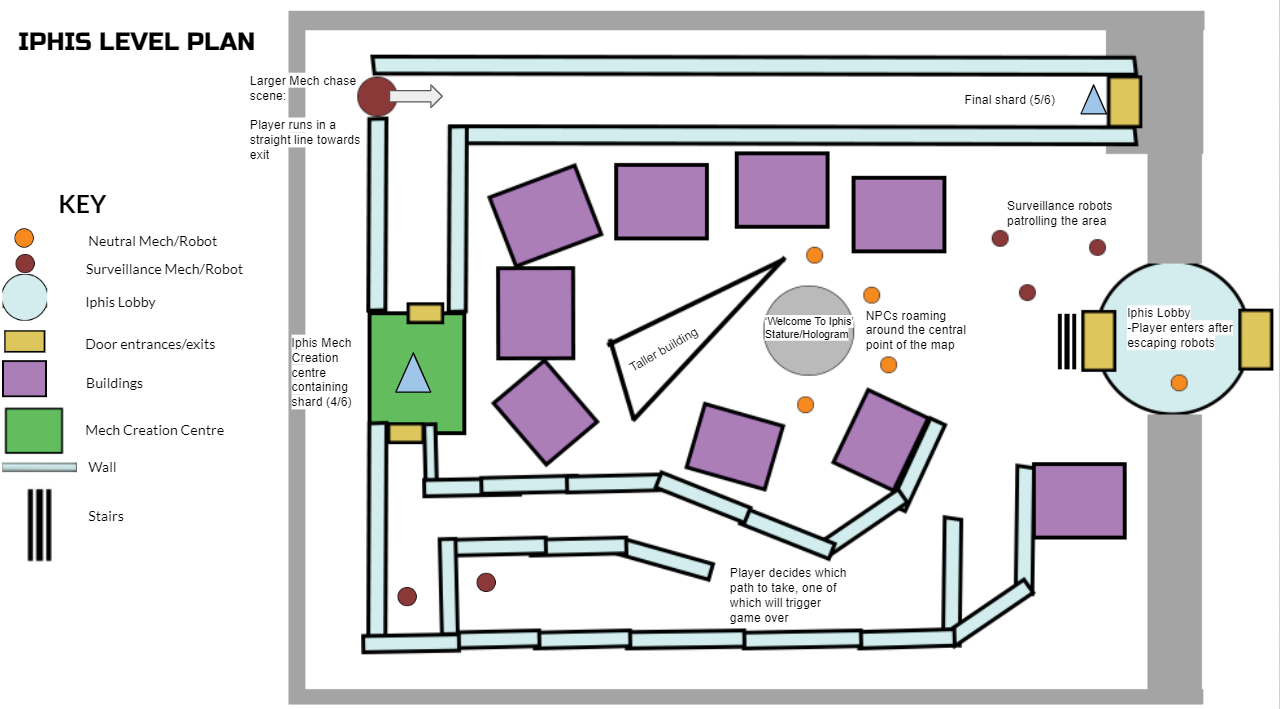 IPHIS LEVEL PLAN
Larger Mech chase
scene:
Player runs in a
straight line towards
exit
Final shard (5/6)
KEY
Neutral Mech/Robot
Surveillance Mech/Robot
Iphis Lobby
Door entrances/exits
Buildings
Mech Creation Centre
Wall
Stairs
Surveillance robots
patrolling the area
Iphis Mech
Creation
centre
containing
shard (4/6)
Taller building
'Welcome To Iphis'
Stature/Hologram
NPCs roaming
around the central
point of the map
Iphis Lobby
-Player enters after
escaping robots
Player decides which
path to take, one of
which will trigger
game over